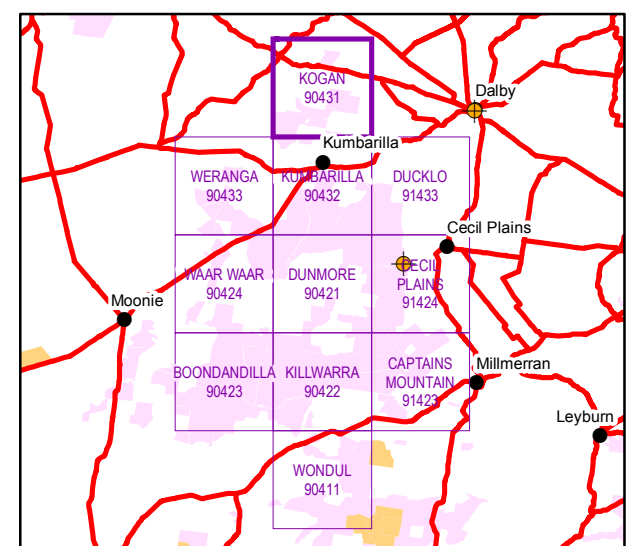 KOGAN
90431
Dalby
Kumbarilla
WERANGA
90433
KUMBARILLA
90432
DUCKLO
91433
Cecil Plains
WAAR WAAR
90424
DUNMORE
90421
CECIL
PLAINS
91424
Moonie
BOONDANDILLA
90423
KILLWARRA
90422
CAPTAINS
MOUNTAIN
91423
Millmerran
Leyburn
WONDUL
90411